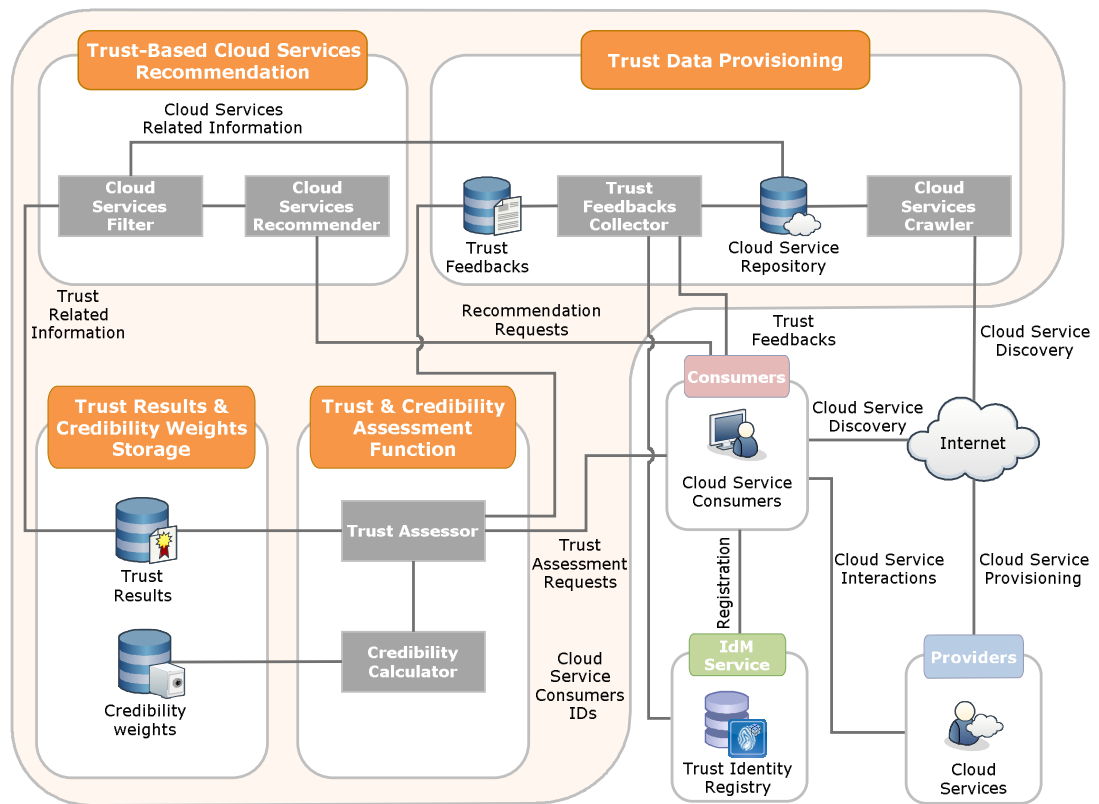 Trust-Based Cloud Services
Recommendation
Trust Data Provisioning
Cloud Services
Related Information
Cloud
Services
Filter
Cloud
Services
Recommender
Trust
Feedbacks
Trust
Feedbacks
Collector
Cloud Service
Repository
Cloud
Services
Crawler
Trust
Related
Information
Recommendation
Requests
Trust
Feedbacks
Cloud Service
Discovery
Trust Results &
Credibility Weights
Storage
Trust & Credibility
Assessment
Function
Consumers
Cloud Service
Consumers
Cloud Service
Discovery
Internet
Trust Results
Trust Assessor
Trust
Assessment
Requests
Registration
Cloud Service
Interactions
Cloud Service
Provisioning
Credibility
weights
Credibility
Calculator
Cloud
Service
Consumers
IDs
IdM
Service
Trust Identity
Registry
Providers
Cloud
Services